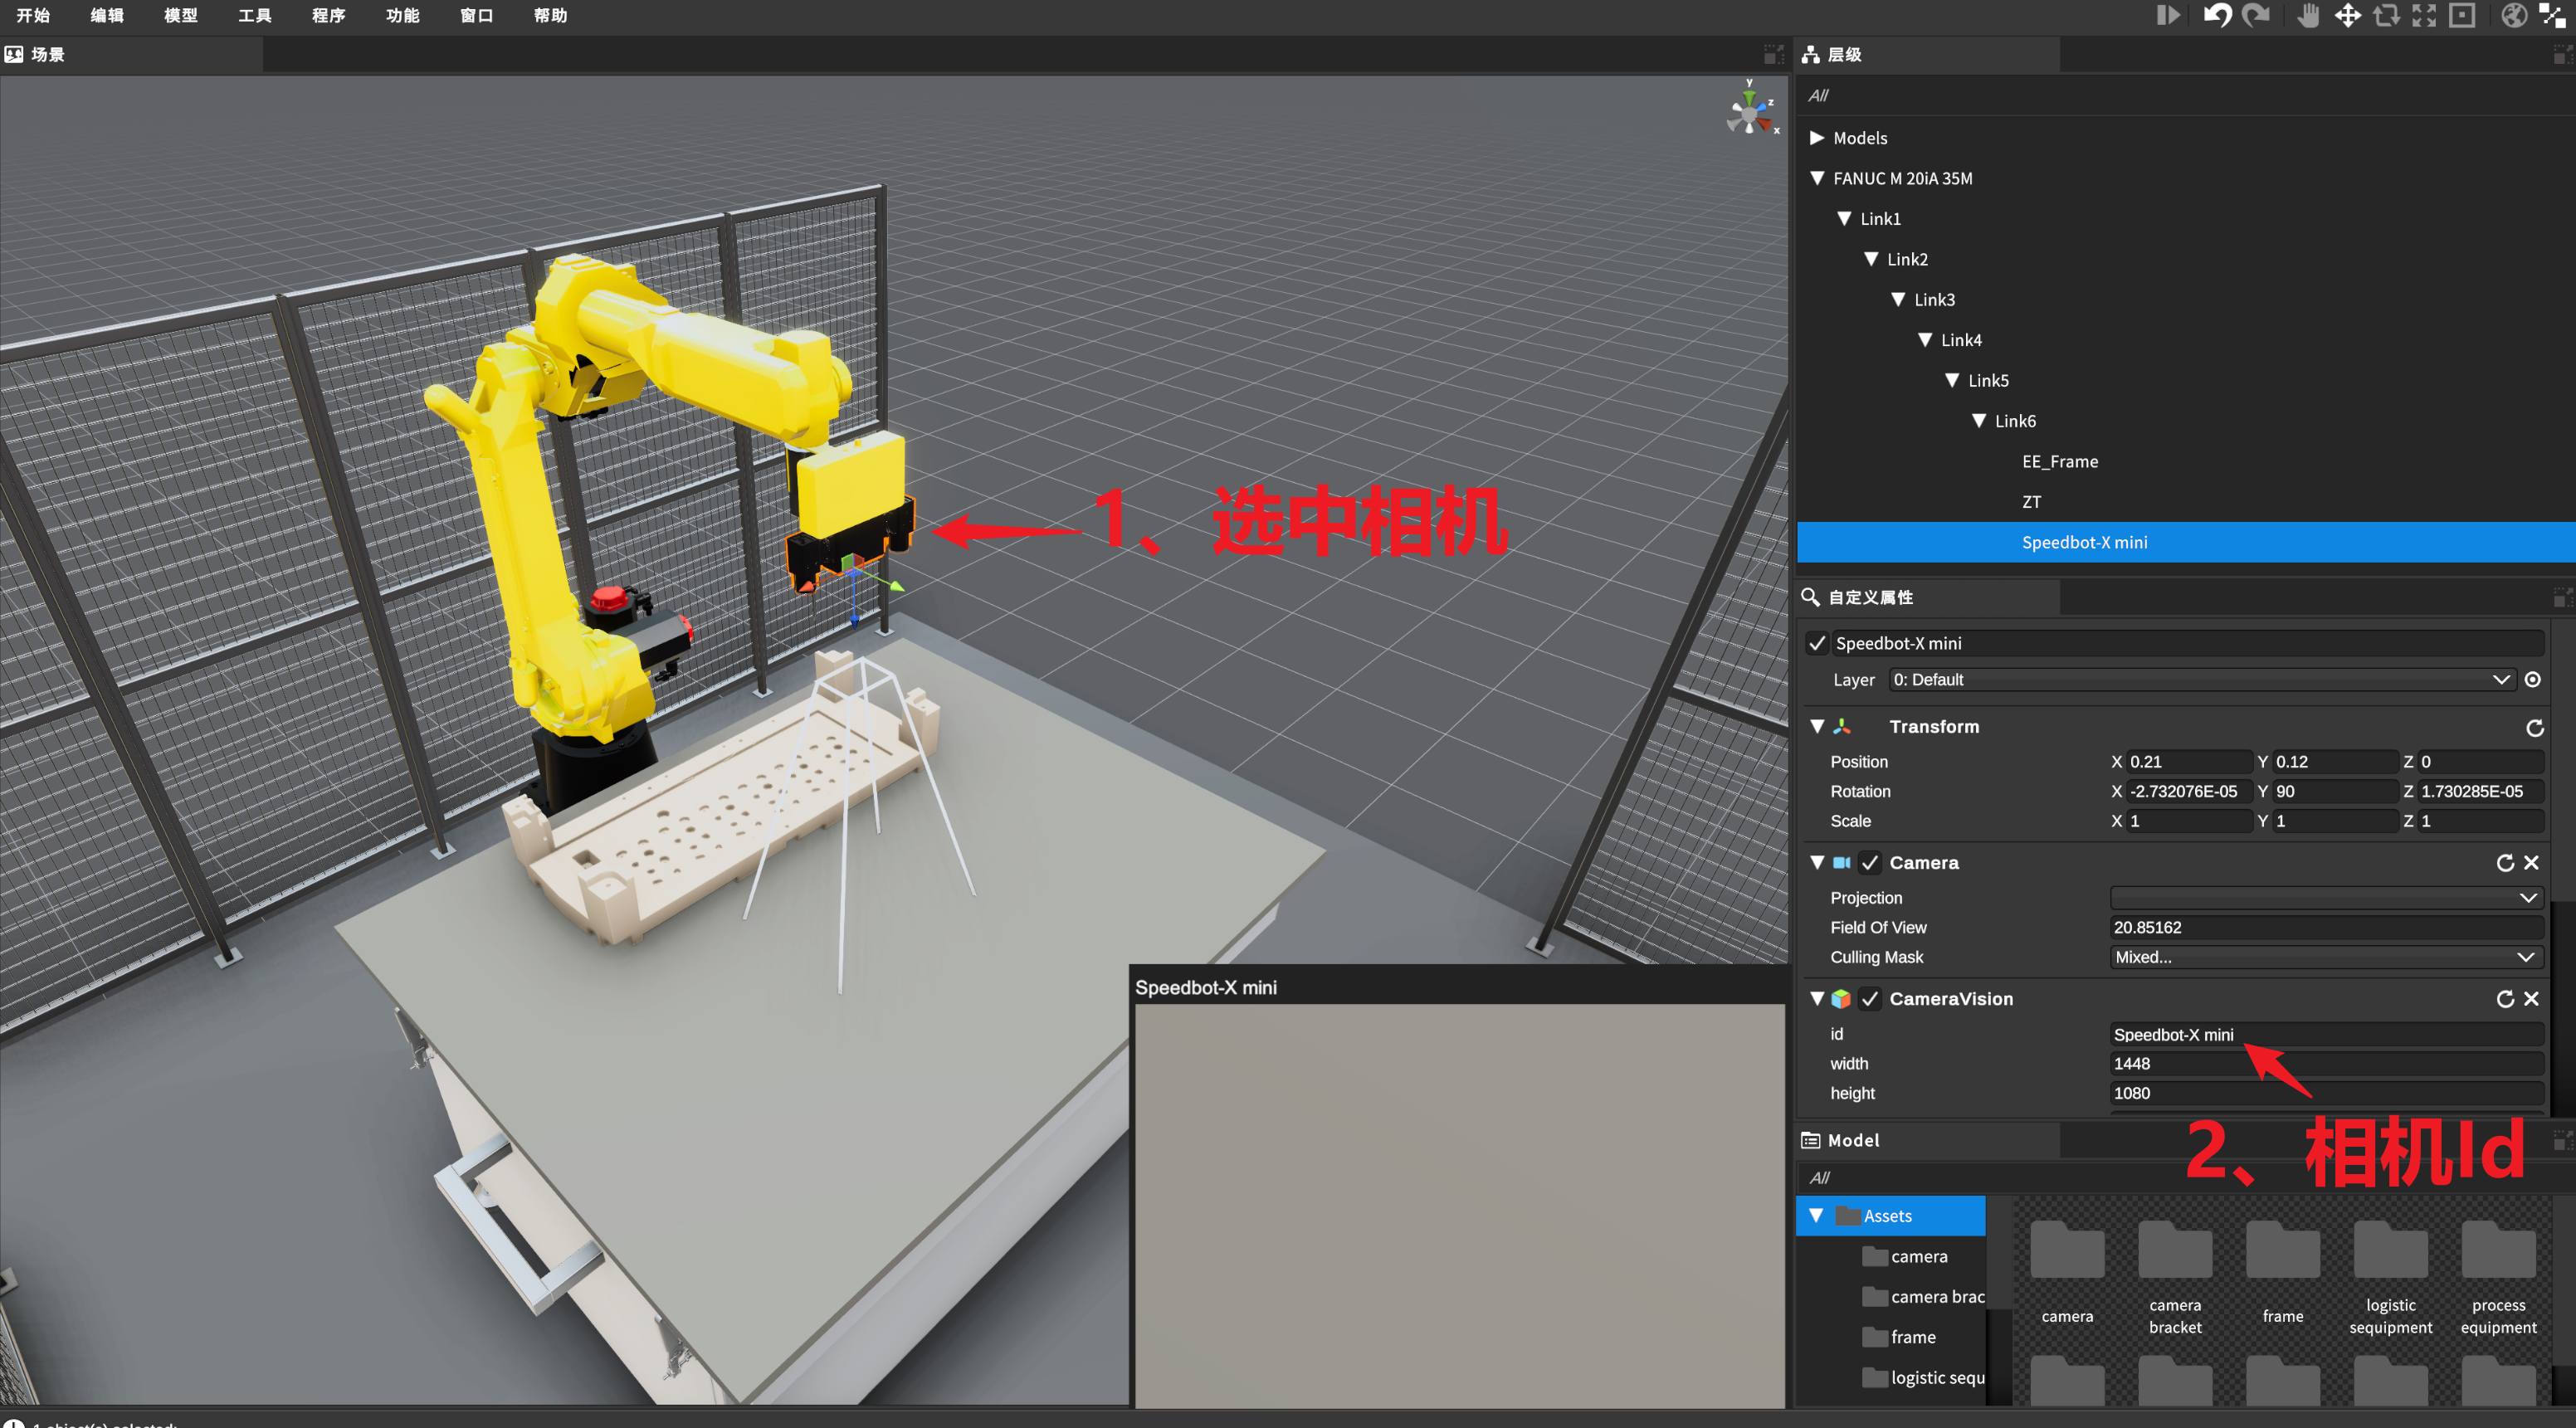 开始 编辑 模型 工具 程序 功能 窗口 帮助
场景
y
z
x
1、选中相机
Speedbot-X mini
层级
All
Models
FANUC M 20iA 35M
Link1
Link2
Link3
Link4
Link5
Link6
EE_Frame
ZT
Speedbot-X mini
自定义属性
Speedbot-X mini
Layer 0: Default
Transform
Position X 0.21 Y 0.12 Z 0
Rotation X -2.732076E-05 Y 90 Z 1.730285E-05
Scale X 1 Y 1 Z 1
Camera
Projection
Field Of View 20.85162
Culling Mask Mixed...
CameraVision
id Speedbot-X mini
width 1448
height 1080
2、相机Id
Model
All
Assets
camera
camera brac
frame
logistic sequ
camera
camera bracket
frame
logistic sequipment
process equipment
1 object(s) selected: